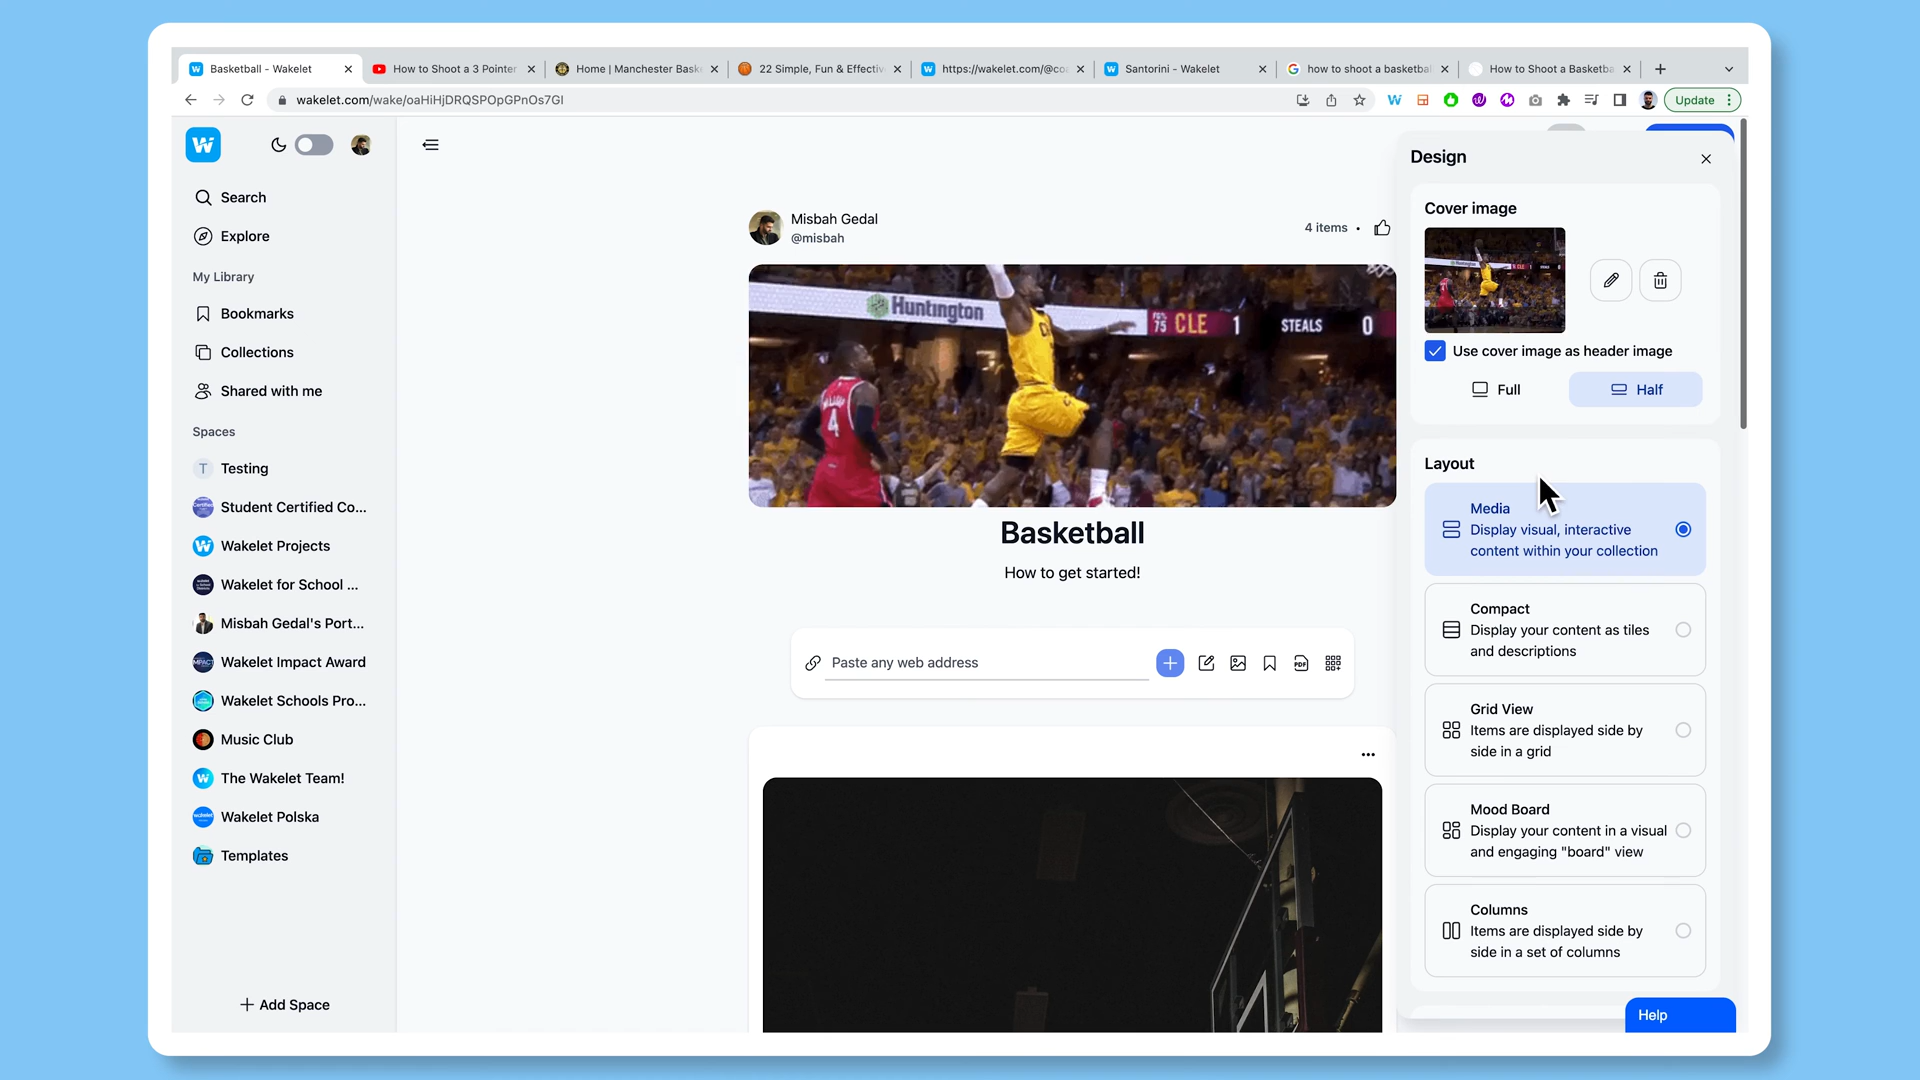 Basketball - Wakelet
How to Shoot a 3 Pointer
Home | Manchester Bask
22 Simple, Fun & Effectiv
https://wakelet.com/@co
Santorini - Wakelet
how to shoot a basketbal
How to Shoot a Basketba
wakelet.com/wake/oaHiHjDRQSPOpGPnOs7GI
Update
Search
Explore
My Library
Bookmarks
Collections
Shared with me
Spaces
T Testing
Student Certified Co...
Wakelet Projects
Wakelet for School ...
Misbah Gedal's Port...
Wakelet Impact Award
Wakelet Schools Pro...
Music Club
The Wakelet Team!
Wakelet Polska
Templates
+ Add Space
Misbah Gedal
@misbah
4 items •
Huntington
75 CLE 1 STEALS 0
4
Basketball
How to get started!
Paste any web address
PDF
Design
Cover image
Use cover image as header image
Full
Half
Layout
Media
Display visual, interactive
content within your collection
Compact
Display your content as tiles
and descriptions
Grid View
Items are displayed side by
side in a grid
Mood Board
Display your content in a visual
and engaging "board" view
Columns
Items are displayed side by
side in a set of columns
Help